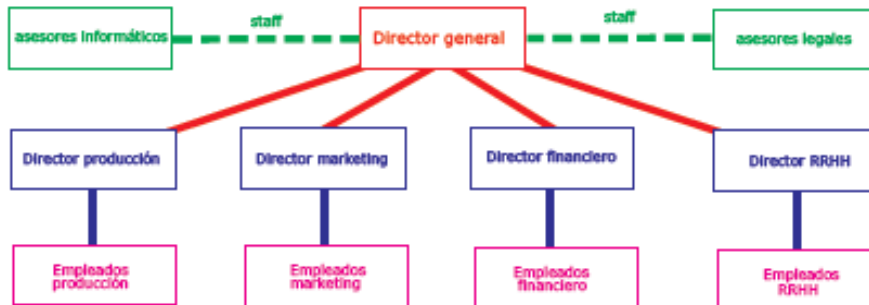 staff
staff
asesores informáticos
Director general
asesores legales
Director producción
Director marketing
Director financiero
Director RRHH
Empleados
producción
Empleados
marketing
Empleados
financiero
Empleados
RRHH